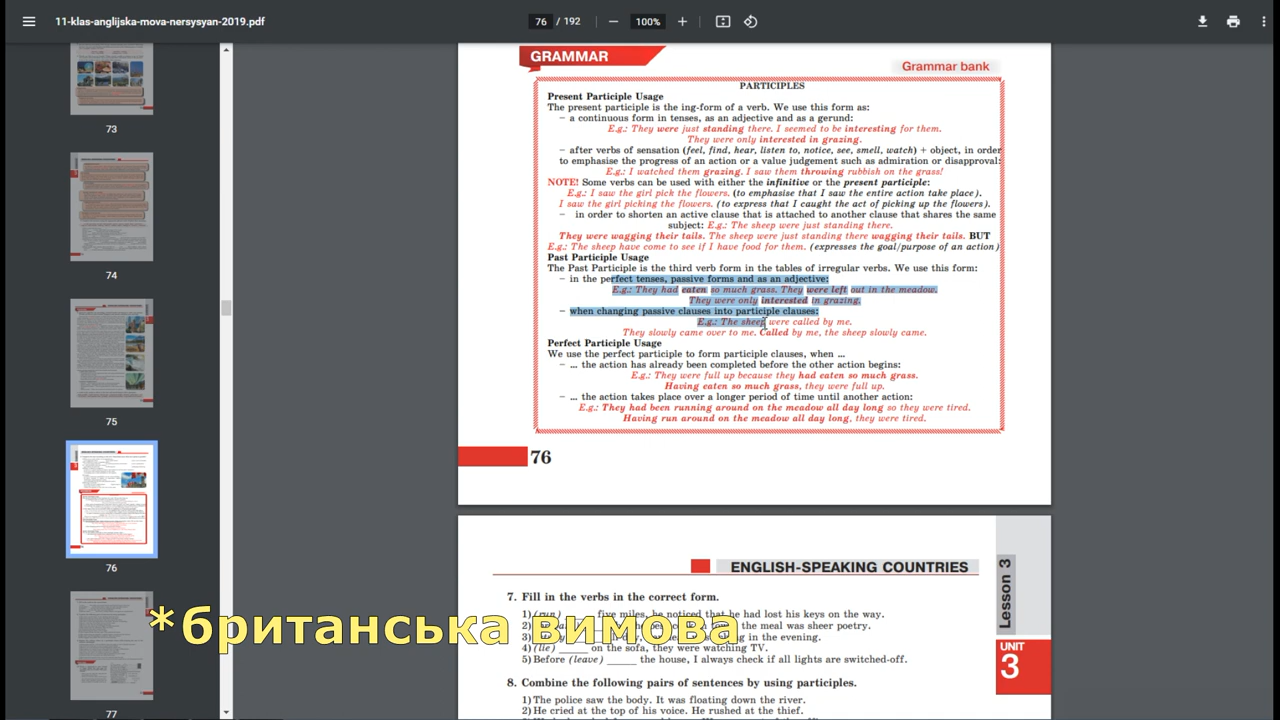 11-klas-anglijska-mova-nersysyan-2019.pdf
76 / 192
100%
73
74
75
76
77
GRAMMAR
Grammar bank
PARTICIPLES
Present Participle Usage
The present participle is the ing-form of a verb. We use this form as:
– a continuous form in tenses, as an adjective and as a gerund:
E.g.: They were just standing there. I seemed to be interesting for them.
They were only interested in grazing.
– after verbs of sensation (feel, find, hear, listen to, notice, see, smell, watch) + object, in order
to emphasise the progress of an action or a value judgement such as admiration or disapproval:
E.g.: I watched them grazing. I saw them throwing rubbish on the grass!
NOTE! Some verbs can be used with either the infinitive or the present participle:
E.g.: I saw the girl pick the flowers. (to emphasise that I saw the entire action take place).
I saw the girl picking the flowers. (to express that I caught the act of picking up the flowers).
– in order to shorten an active clause that is attached to another clause that shares the same
subject: E.g.: The sheep were just standing there.
They were wagging their tails. The sheep were just standing there wagging their tails. BUT
E.g.: The sheep have come to see if I have food for them. (expresses the goal/purpose of an action)
Past Participle Usage
The Past Participle is the third verb form in the tables of irregular verbs. We use this form:
– in the perfect tenses, passive forms and as an adjective:
E.g.: They had eaten so much grass. They were left out in the meadow.
They were only interested in grazing.
– when changing passive clauses into participle clauses:
E.g.: The sheep were called by me.
They slowly came over to me. Called by me, the sheep slowly came.
Perfect Participle Usage
We use the perfect participle to form participle clauses, when ...
– ... the action has already been completed before the other action begins:
E.g.: They were full up because they had eaten so much grass.
Having eaten so much grass, they were full up.
– ... the action takes place over a longer period of time until another action:
E.g.: They had been running around on the meadow all day long so they were tired.
Having run around on the meadow all day long, they were tired.
76
ENGLISH-SPEAKING COUNTRIES
Lesson 3
UNIT
3
7. Fill in the verbs in the correct form.
1) (run) five miles, he noticed that he had lost his keys on the way.
2) the meal was sheer poetry.
3) in the evening.
*британська вимова
4) (lie) _____ on the sofa, they were watching TV.
5) Before (leave) _____ the house, I always check if all lights are switched-off.
8. Combine the following pairs of sentences by using participles.
1) The police saw the body. It was floating down the river.
2) He cried at the top of his voice. He rushed at the thief.